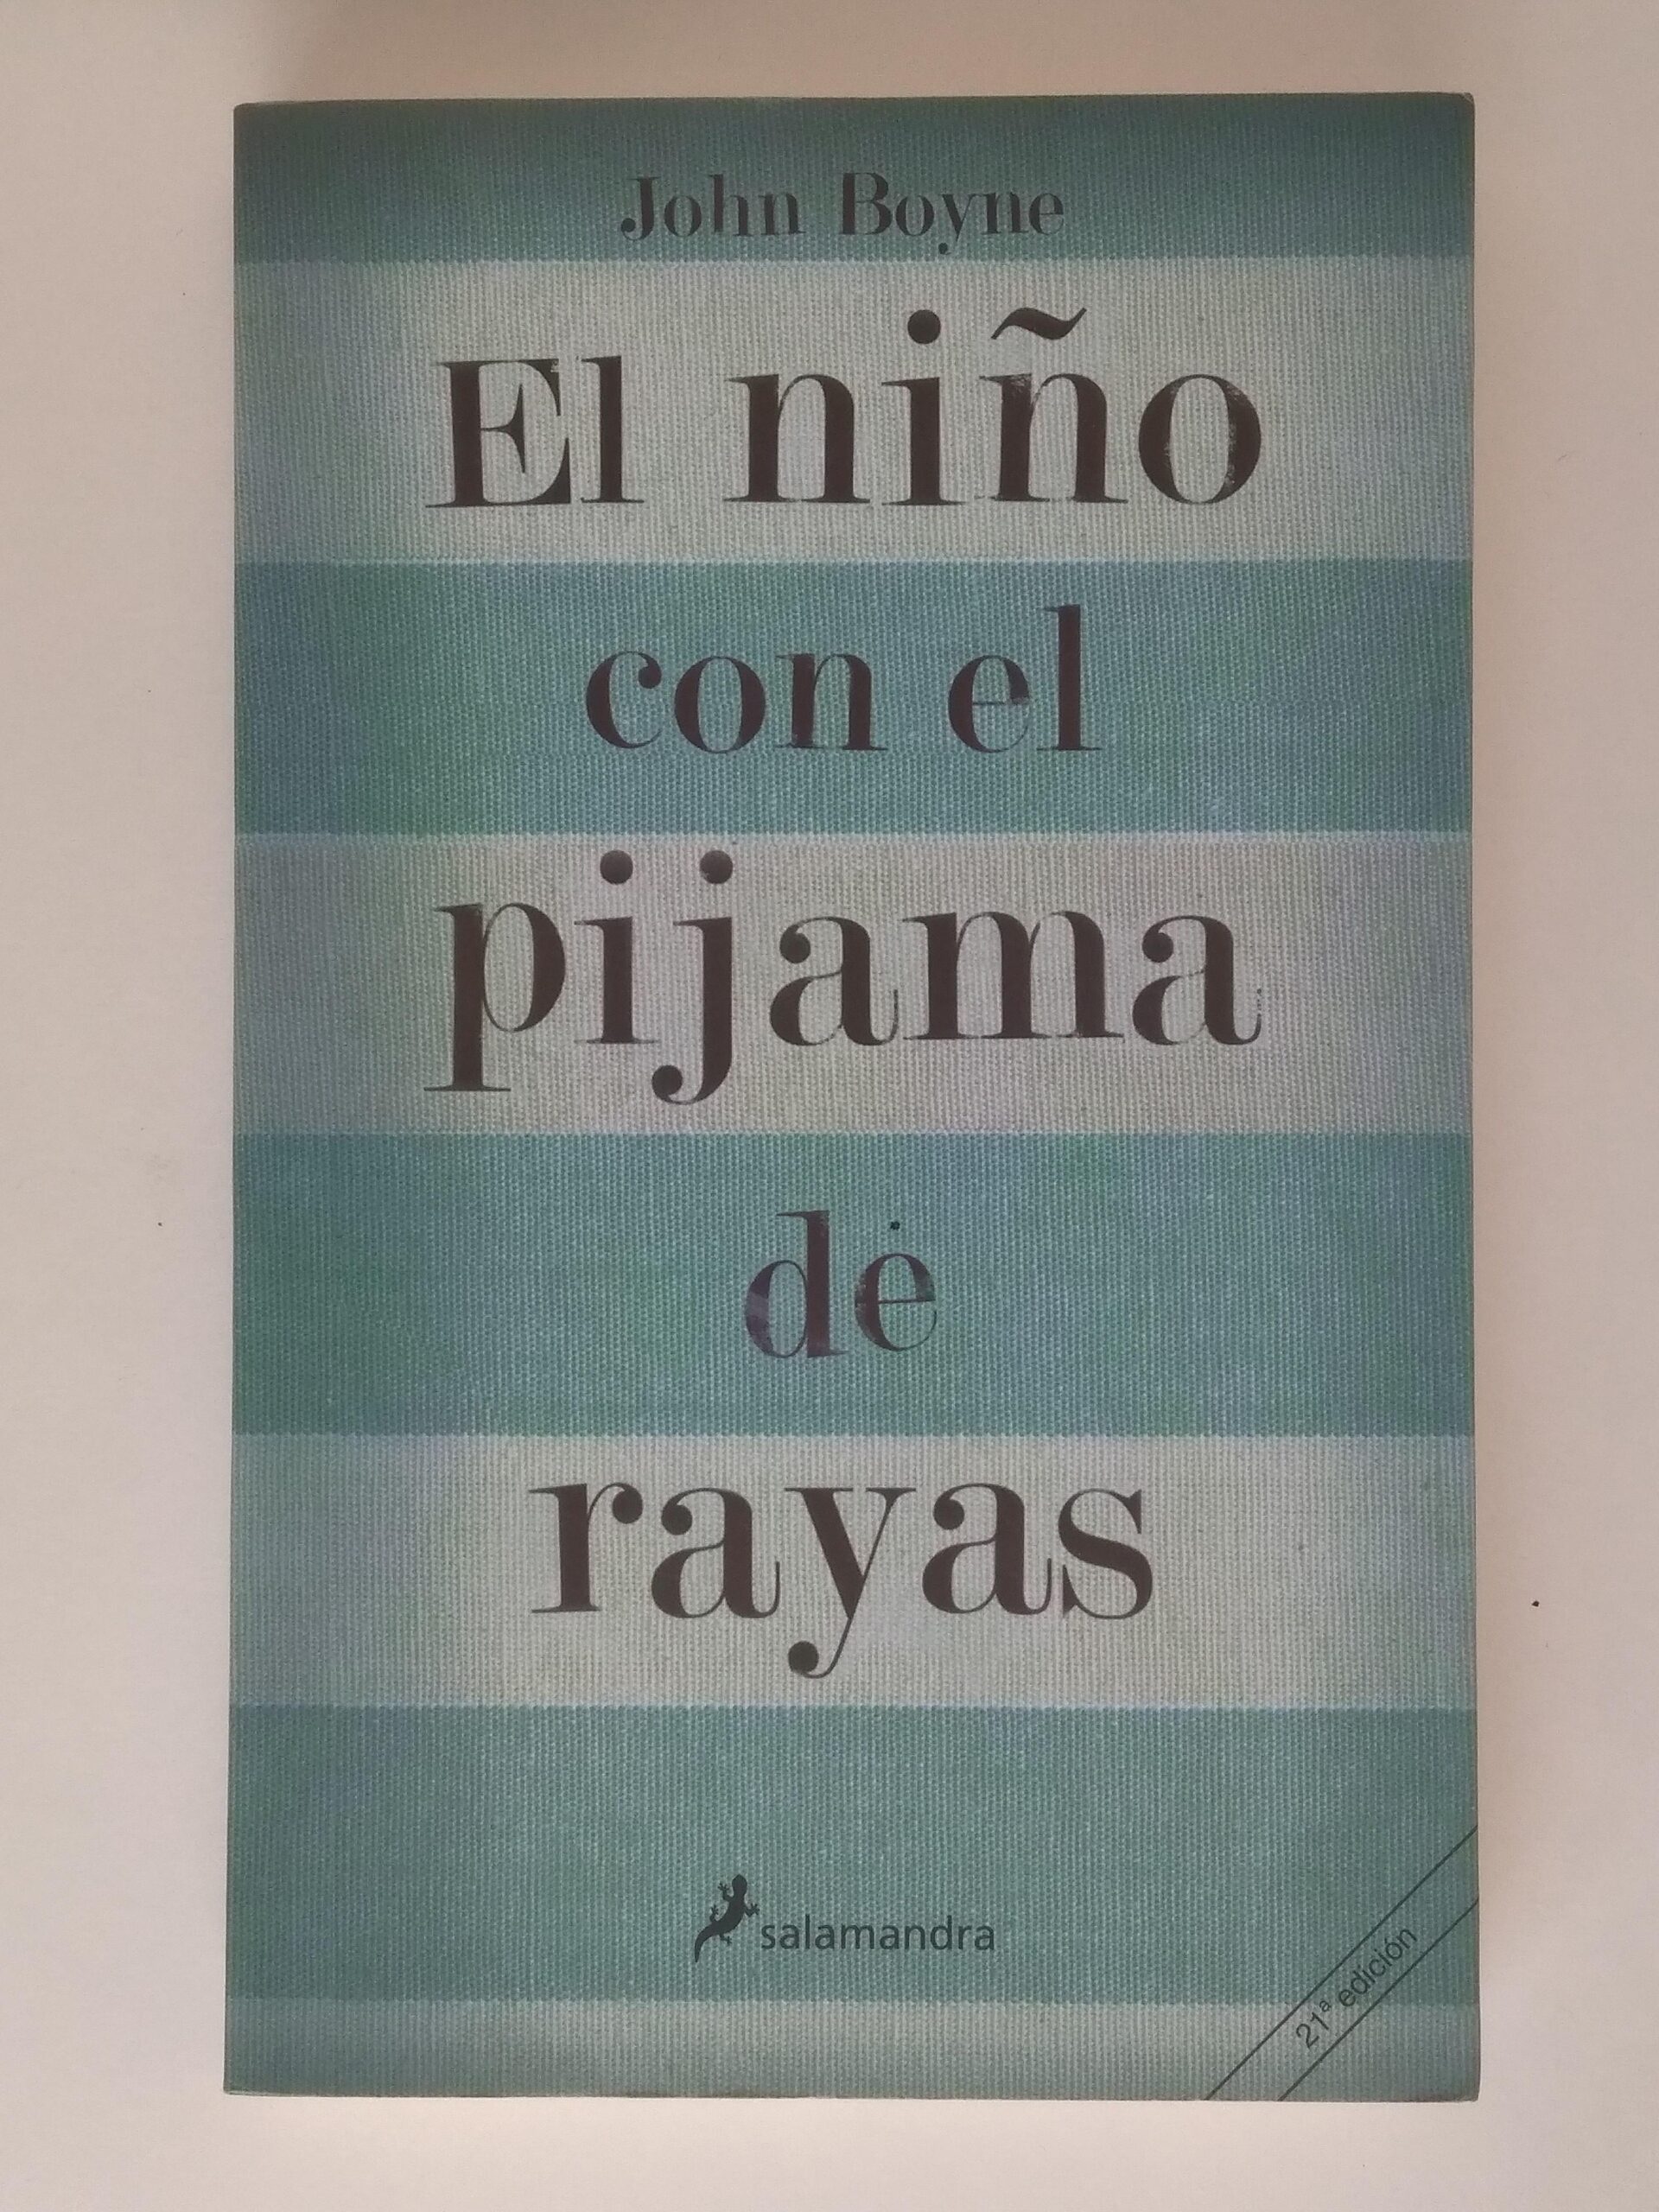 John Boyne
El niño
con el
pijama
de
rayas
salamandra
21ª edición